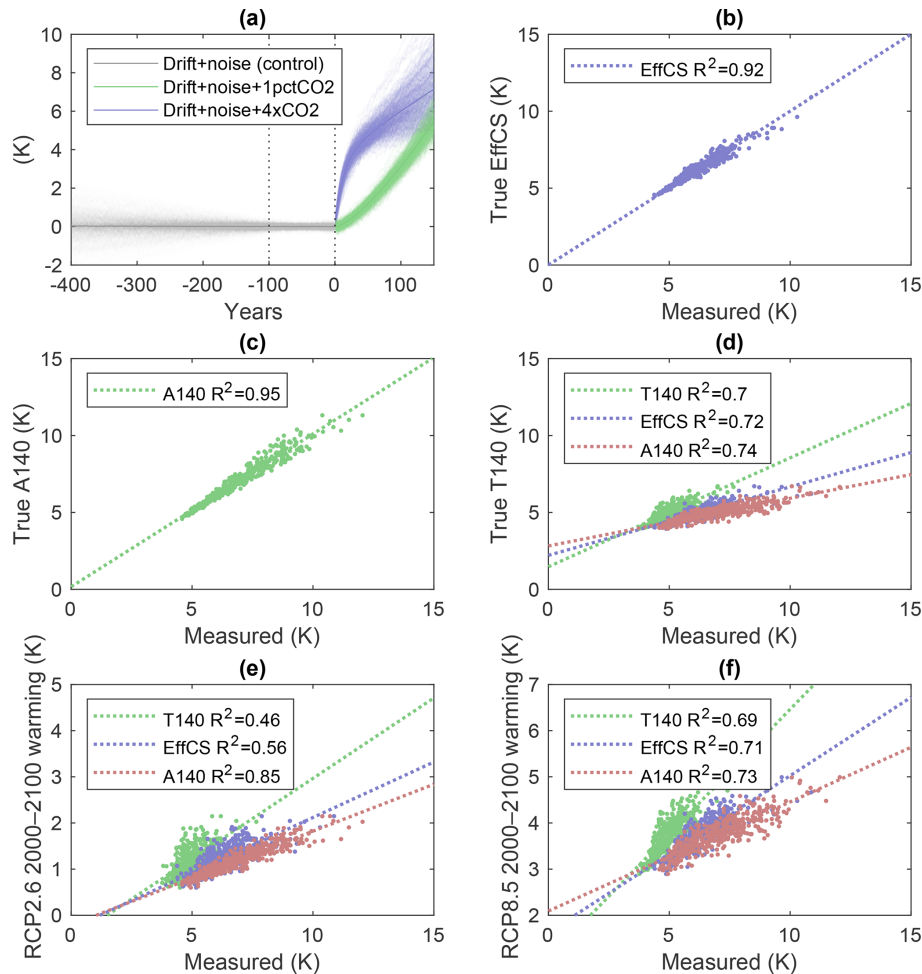 (a)
(K)
10
8
6
4
2
0
-2
Drift+noise (control)
Drift+noise+1pctCO2
Drift+noise+4xCO2
-400 -300 -200 -100 0 100
Years
(b)
True EffCS (K)
15
10
5
0
EffCS R²=0.92
0 5 10 15
Measured (K)
(c)
True A140 (K)
15
10
5
0
A140 R²=0.95
0 5 10 15
Measured (K)
(d)
True T140 (K)
15
10
5
0
T140 R²=0.7
EffCS R²=0.72
A140 R²=0.74
0 5 10 15
Measured (K)
(e)
RCP2.6 2000–2100 warming (K)
5
4
3
2
1
0
T140 R²=0.46
EffCS R²=0.56
A140 R²=0.85
0 5 10 15
Measured (K)
(f)
RCP8.5 2000–2100 warming (K)
7
6
5
4
3
2
T140 R²=0.69
EffCS R²=0.71
A140 R²=0.73
0 5 10 15
Measured (K)